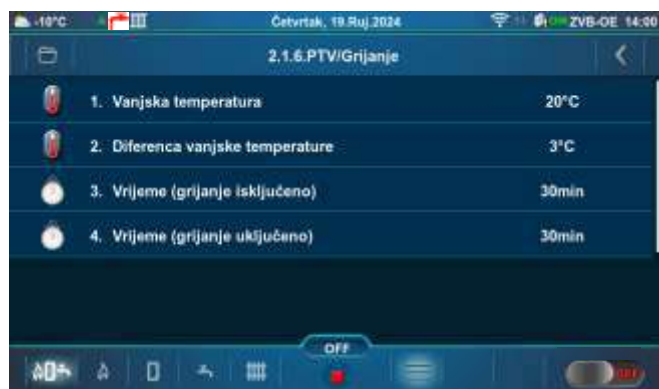 -10°C Četvrtak, 19.Ruj.2024 ZVB-OE 14:00
2.1.6.PTV/Grijanje
1. Vanjska temperatura 20°C
2. Diferenca vanjske temperature 3°C
3. Vrijeme (grijanje isključeno) 30min
4. Vrijeme (grijanje uključeno) 30min
OFF
OFF